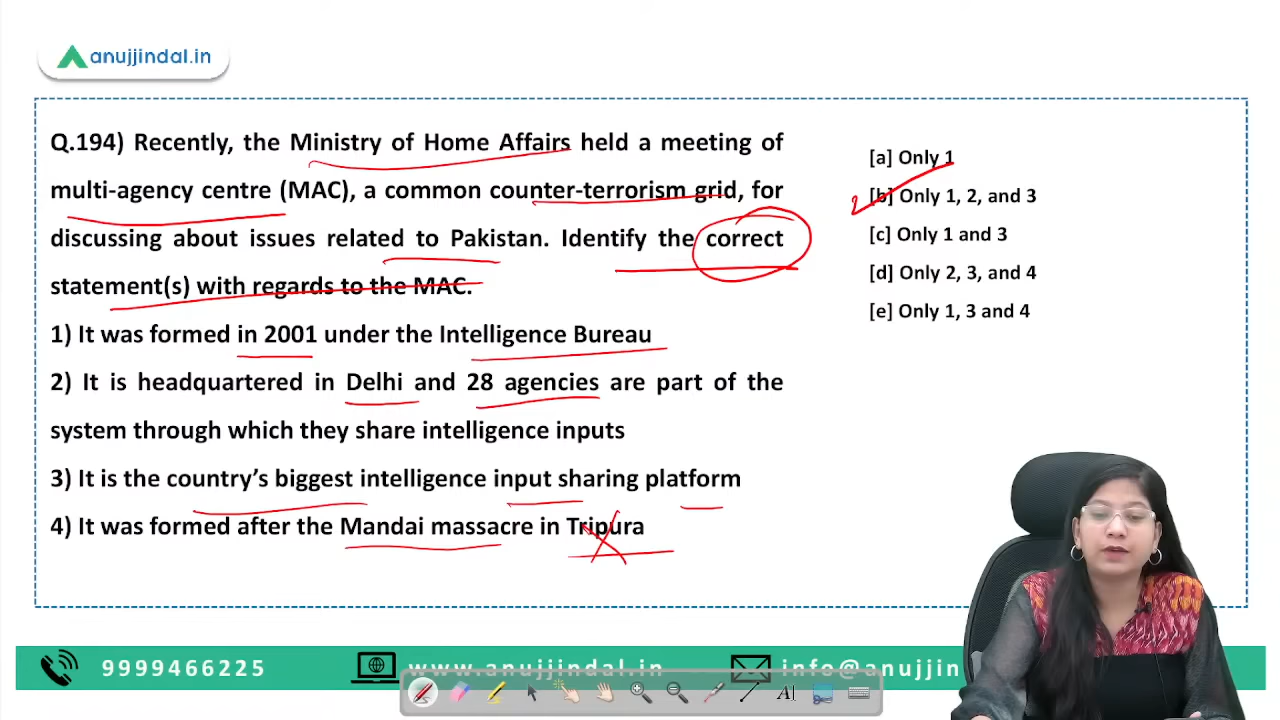 anujjindal.in
Q.194) Recently, the Ministry of Home Affairs held a meeting of
multi-agency centre (MAC), a common counter-terrorism grid, for
discussing about issues related to Pakistan. Identify the correct
statement(s) with regards to the MAC.
1) It was formed in 2001 under the Intelligence Bureau
2) It is headquartered in Delhi and 28 agencies are part of the
system through which they share intelligence inputs
3) It is the country's biggest intelligence input sharing platform
4) It was formed after the Mandai massacre in Tripura
[a] Only 1
[b] Only 1, 2, and 3
[c] Only 1 and 3
[d] Only 2, 3, and 4
[e] Only 1, 3 and 4
9999466225
www.anujjindal.in
info@anujjin